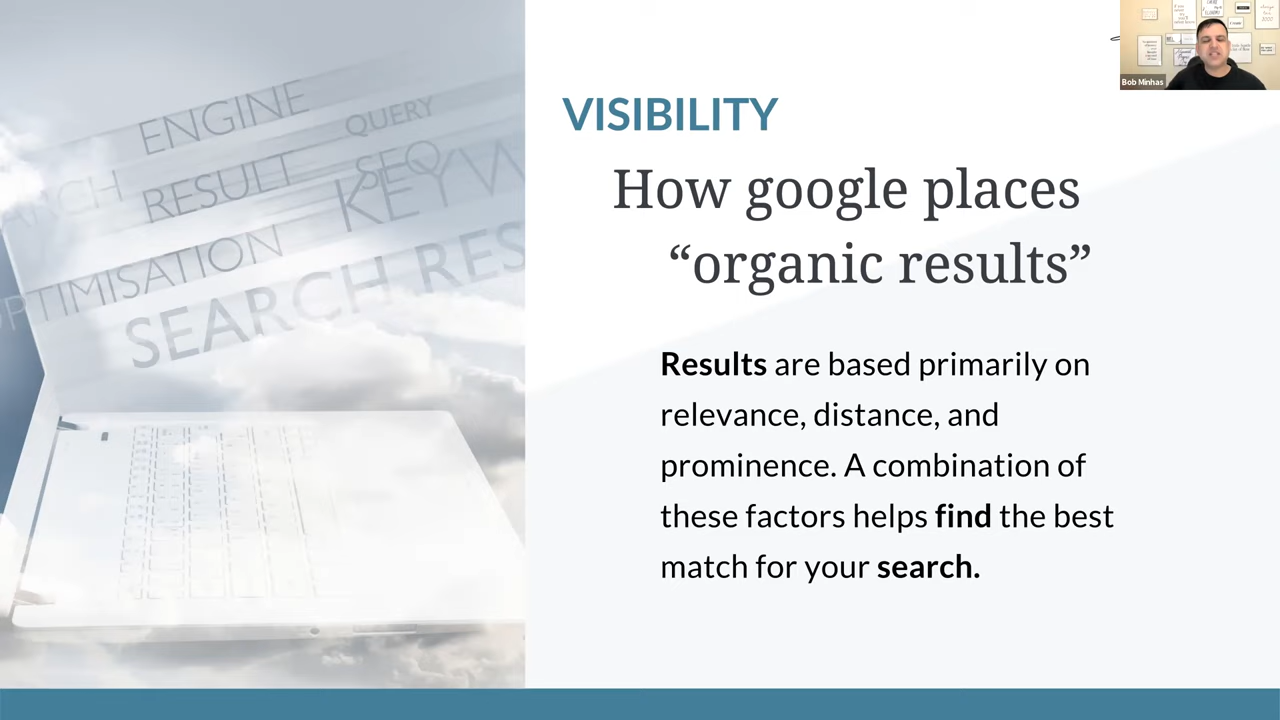 VISIBILITY
How google places
“organic results”
Results are based primarily on
relevance, distance, and
prominence. A combination of
these factors helps find the best
match for your search.
ENGINE
QUERY
RESULT
SEO
KEYW
OPTIMISATION
SEARCH RES
Bob Minhas